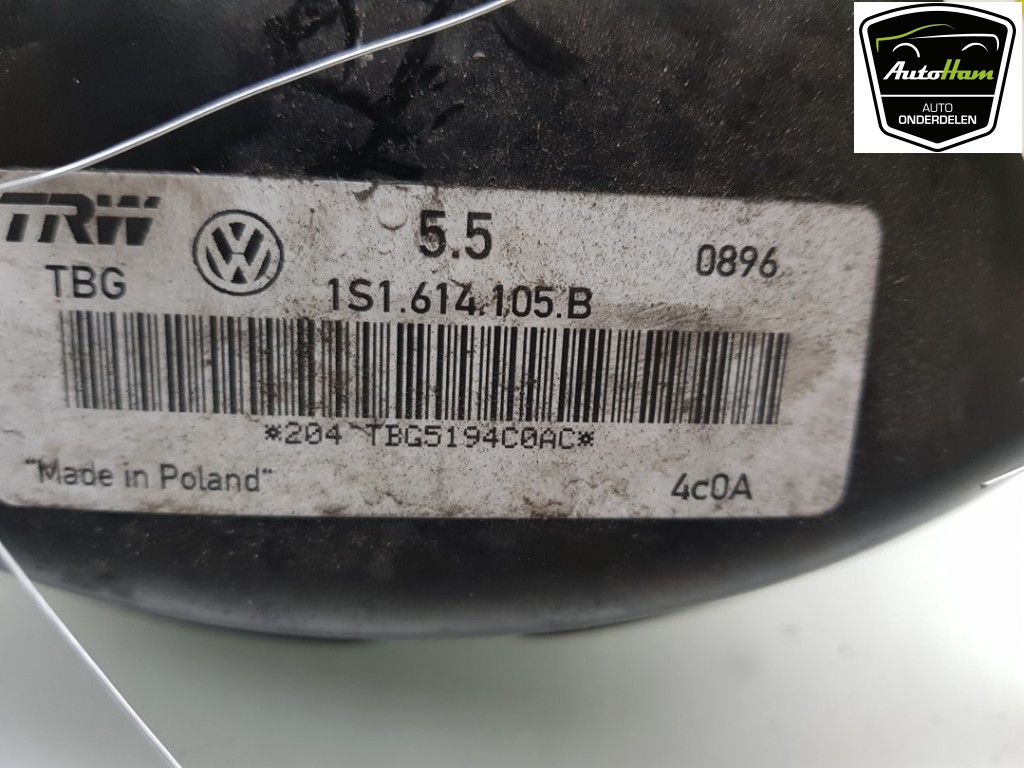 AutoHam
AUTO
ONDERDELEN
TRW
5.5
0896
TBG
1S1.614.105.B
*204 TBG5194C0AC*
"Made in Poland"
4c0A